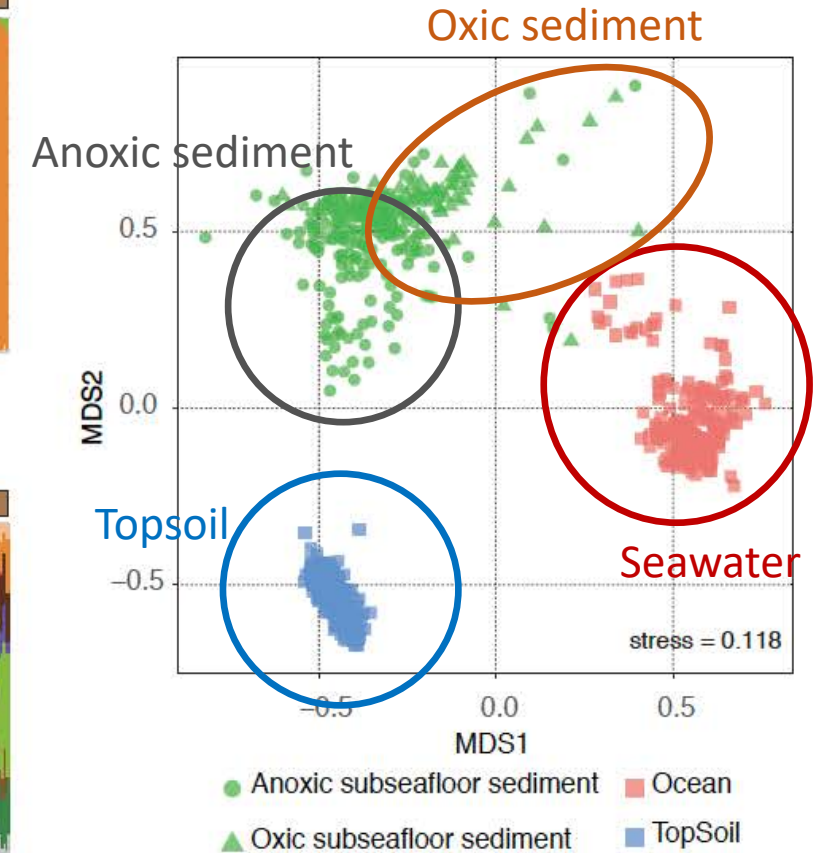 Oxic sediment
Anoxic sediment
0.5
0.0
MDS2
Topsoil
−0.5
Seawater
stress = 0.118
−0.5 0.0 0.5
MDS1
Anoxic subseafloor sediment Ocean
Oxic subseafloor sediment TopSoil